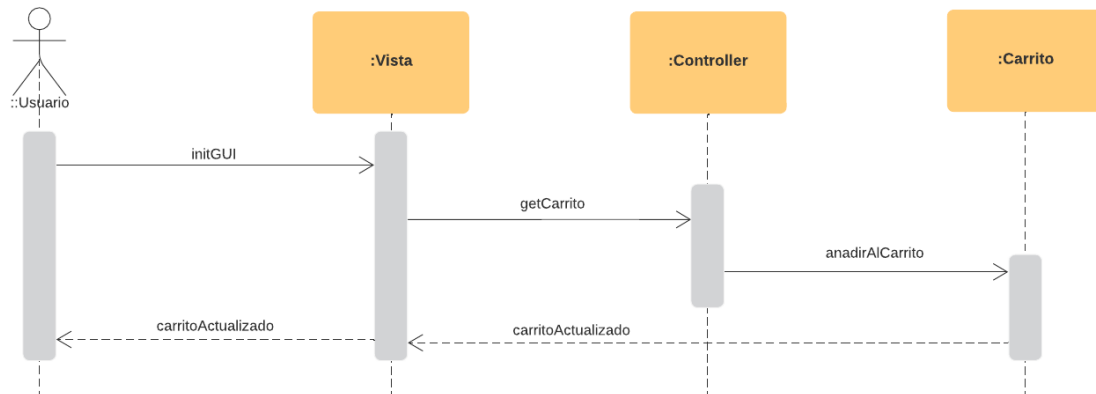 ::Usuario
:Vista
:Controller
:Carrito
initGUI
getCarrito
anadirAlCarrito
carritoActualizado
carritoActualizado